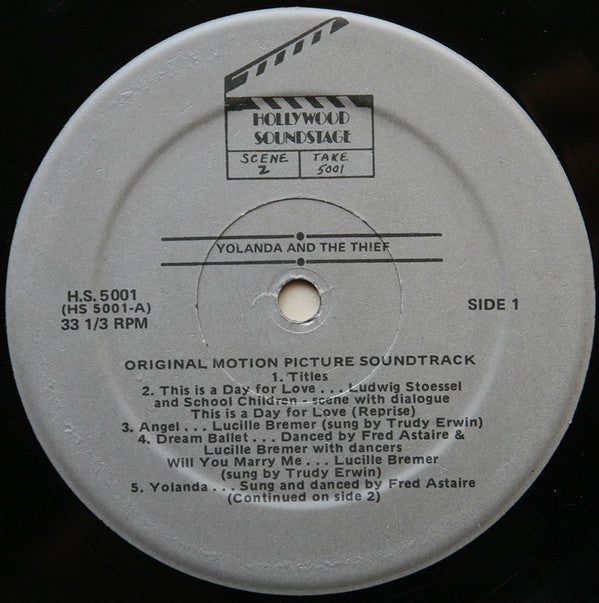 HOLLYWOOD
SOUNDSTAGE
SCENE TAKE
2 5001
YOLANDA AND THE THIEF
H.S. 5001
(HS 5001-A)
33 1/3 RPM
SIDE 1
ORIGINAL MOTION PICTURE SOUNDTRACK
1. Titles
2. This is a Day for Love . . . Ludwig Stoessel
and School Children - scene with dialogue
This is a Day for Love (Reprise)
3. Angel . . . Lucille Bremer (sung by Trudy Erwin)
4. Dream Ballet . . . Danced by Fred Astaire &
Lucille Bremer with dancers
Will You Marry Me . . . Lucille Bremer
(sung by Trudy Erwin)
5. Yolanda . . . Sung and danced by Fred Astaire
(Continued on side 2)